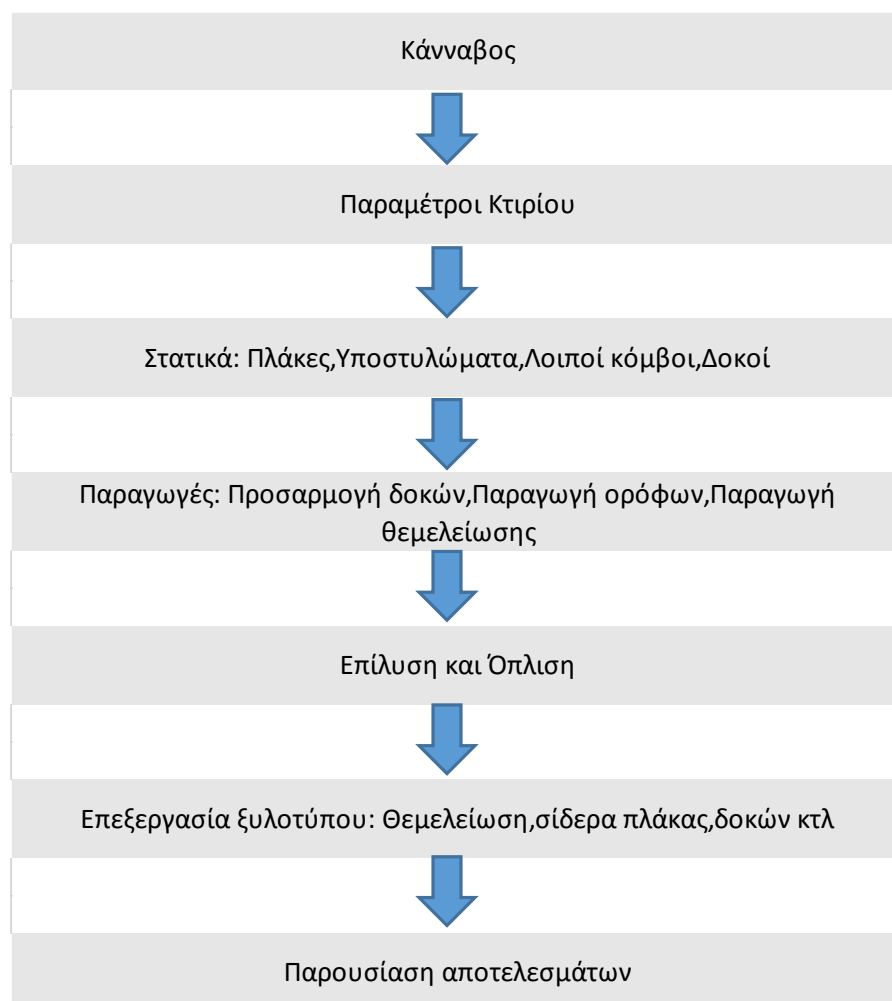 Κάνναβος
Παραμέτροι Κτιρίου
Στατικά: Πλάκες,Υποστυλώματα,Λοιποί κόμβοι,Δοκοί
Παραγωγές: Προσαρμογή δοκών,Παραγωγή ορόφων,Παραγωγή
θεμελείωσης
Επίλυση και Όπλιση
Επεξεργασία ξυλοτύπου: Θεμελείωση,σίδερα πλάκας,δοκών κτλ
Παρουσίαση αποτελεσμάτων